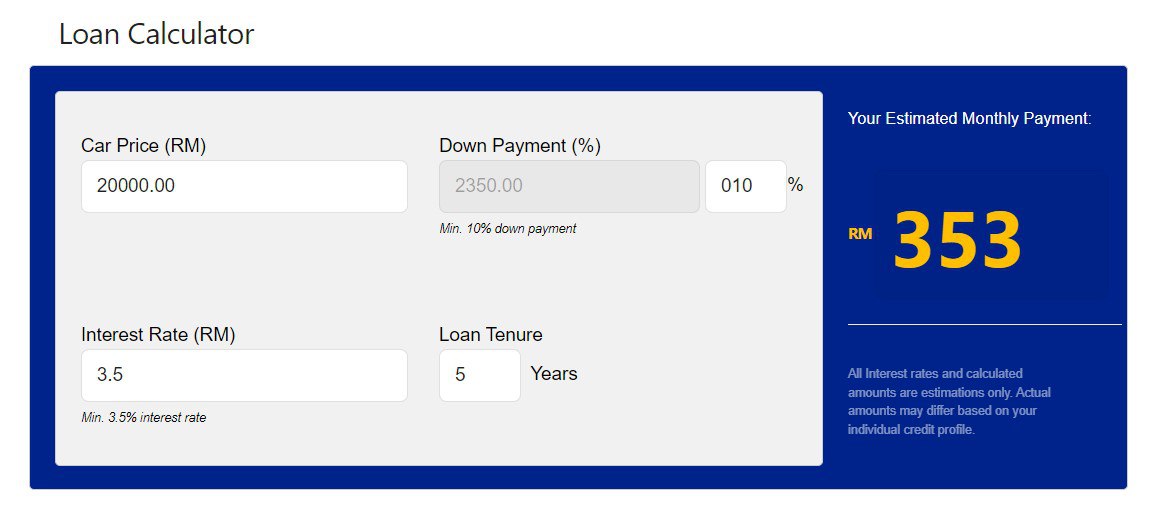 Loan Calculator
Car Price (RM)
20000.00
Down Payment (%)
2350.00
010 %
Min. 10% down payment
Interest Rate (RM)
3.5
Min. 3.5% interest rate
Loan Tenure
5 Years
Your Estimated Monthly Payment:
RM 353
All Interest rates and calculated
amounts are estimations only. Actual
amounts may differ based on your
individual credit profile.